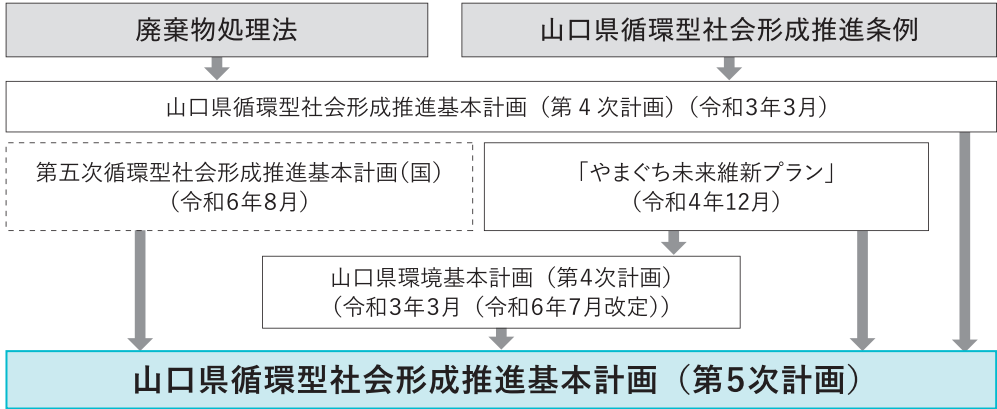 廃棄物処理法
山口県循環型社会形成推進条例
山口県循環型社会形成推進基本計画（第４次計画）（令和3年3月）
第五次循環型社会形成推進基本計画（国）
（令和6年8月）
「やまぐち未来維新プラン」
（令和4年12月）
山口県環境基本計画（第4次計画）
（令和3年3月（令和6年7月改定））
山口県循環型社会形成推進基本計画（第5次計画）